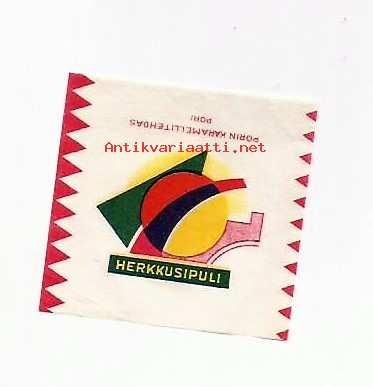 PORIN KARAMELLITEHDAS
PORI
Antikvariaatti.net
HERKKUSIPULI